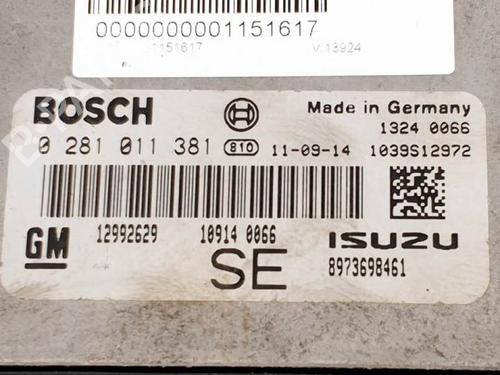 0000000001151617
1151617
V 13924
BOSCH
Made in Germany
1324 0066
0 281 011 381 810 11-09-14 1039S12972
GM
12992629
10914 0066
SE
ISUZU
8973698461